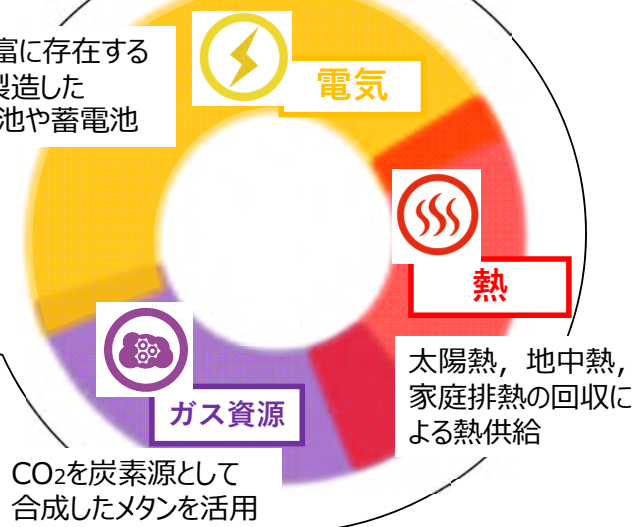 富に存在する
製造した
池や蓄電池
電気
熱
太陽熱，地中熱，
家庭排熱の回収に
よる熱供給
ガス資源
CO2を炭素源として
合成したメタンを活用